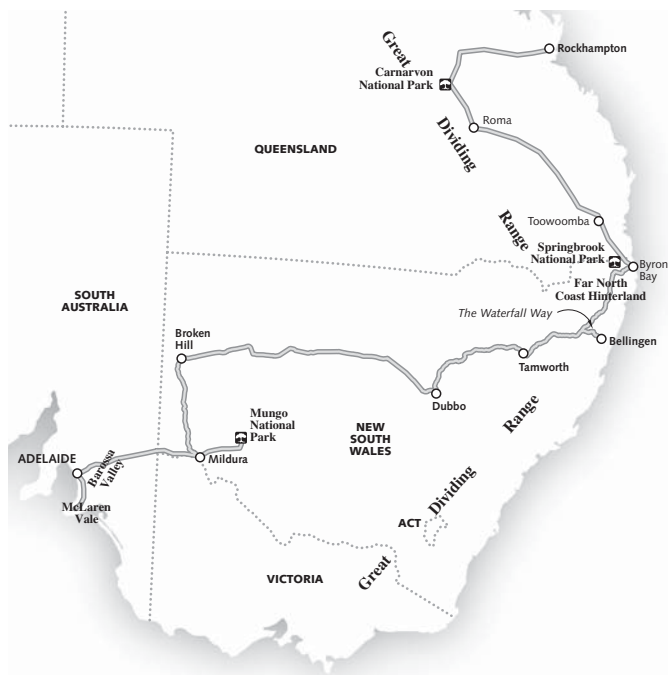 Great
Rockhampton
Carnarvon
National Park
Roma
Dividing
QUEENSLAND
Range
Toowoomba
Springbrook
National Park
Byron
Bay
Far North
Coast Hinterland
SOUTH
AUSTRALIA
The Waterfall Way
Broken
Hill
Bellingen
Tamworth
Dubbo
Range
Mungo
National
Park
NEW
SOUTH
WALES
ADELAIDE
Barossa
Valley
Mildura
McLaren
Vale
Dividing
ACT
Great
VICTORIA